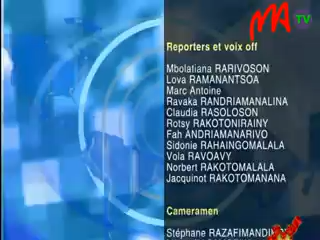 MA
TV
Reporters et voix off
Mbolatiana RARIVOSON
Lova RAMANANTSOA
Marc Antoine
Ravaka RANDRIAMANALINA
Claudia RASOLOSON
Rotsy RAKOTONIRAINY
Fah ANDRIAMANARIVO
Sidonie RAHAINGOMALALA
Vola RAVOAVY
Norbert RAKOTOMALALA
Jacquinot RAKOTOMANANA
Cameramen
Stéphane